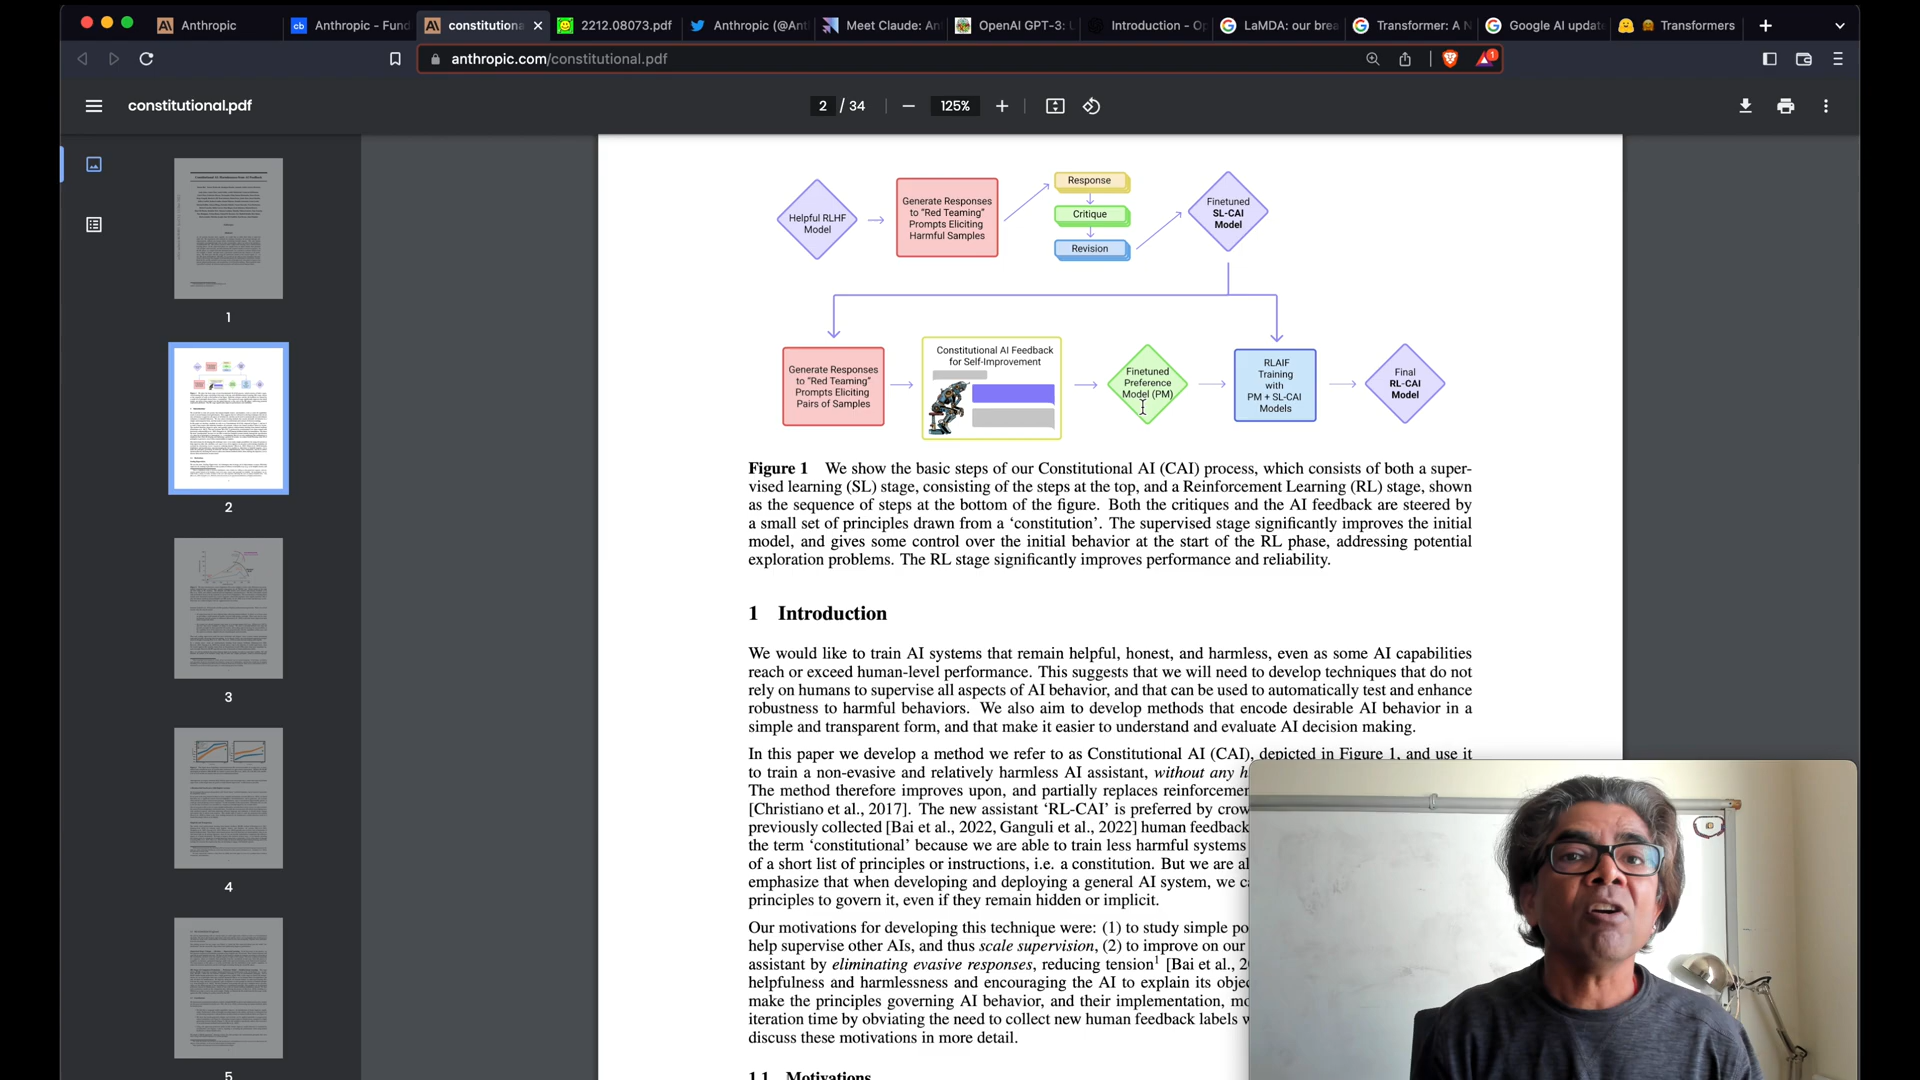 Anthropic
Anthropic - Fund
constitutiona
2212.08073.pdf
Anthropic (@Ant
Meet Claude: An
OpenAI GPT-3: U
Introduction - Op
LaMDA: our brea
Transformer: A N
Google AI update
Transformers
anthropic.com/constitutional.pdf
1
constitutional.pdf
2 / 34
125%
1
2
3
4
5
Helpful RLHF
Model
Generate Responses
to “Red Teaming”
Prompts Eliciting
Harmful Samples
Response
Critique
Revision
Finetuned
SL-CAI
Model
Generate Responses
to “Red Teaming”
Prompts Eliciting
Pairs of Samples
Constitutional AI Feedback
for Self-Improvement
Finetuned
Preference
Model (PM)
RLAIF
Training
with
PM + SL-CAI
Models
Final
RL-CAI
Model
Figure 1 We show the basic steps of our Constitutional AI (CAI) process, which consists of both a super-
vised learning (SL) stage, consisting of the steps at the top, and a Reinforcement Learning (RL) stage, shown
as the sequence of steps at the bottom of the figure. Both the critiques and the AI feedback are steered by
a small set of principles drawn from a ‘constitution’. The supervised stage significantly improves the initial
model, and gives some control over the initial behavior at the start of the RL phase, addressing potential
exploration problems. The RL stage significantly improves performance and reliability.
1 Introduction
We would like to train AI systems that remain helpful, honest, and harmless, even as some AI capabilities
reach or exceed human-level performance. This suggests that we will need to develop techniques that do not
rely on humans to supervise all aspects of AI behavior, and that can be used to automatically test and enhance
robustness to harmful behaviors. We also aim to develop methods that encode desirable AI behavior in a
simple and transparent form, and that make it easier to understand and evaluate AI decision making.
In this paper we develop a method we refer to as Constitutional AI (CAI), depicted in Figure 1, and use it
to train a non-evasive and relatively harmless AI assistant, without any h
The method therefore improves upon, and partially replaces reinforcemen
[Christiano et al., 2017]. The new assistant ‘RL-CAI’ is preferred by crow
previously collected [Bai et al., 2022, Ganguli et al., 2022] human feedback
the term ‘constitutional’ because we are able to train less harmful systems
of a short list of principles or instructions, i.e. a constitution. But we are al
emphasize that when developing and deploying a general AI system, we ca
principles to govern it, even if they remain hidden or implicit.
Our motivations for developing this technique were: (1) to study simple po
help supervise other AIs, and thus scale supervision, (2) to improve on our
assistant by eliminating evasive responses, reducing tension1 [Bai et al., 2
helpfulness and harmlessness and encouraging the AI to explain its objec
make the principles governing AI behavior, and their implementation, mo
iteration time by obviating the need to collect new human feedback labels w
discuss these motivations in more detail.
1.1 Motivations